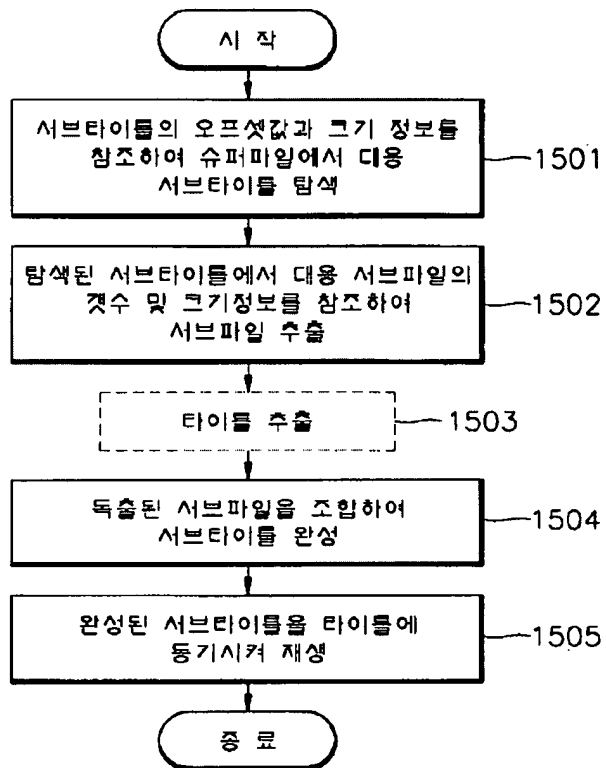 시 작
서브타이틀의 오프셋값과 크기 정보를
참조하여 슈퍼파일에서 대응
서브타이틀 탐색
1501
탐색된 서브타이틀에서 대응 서브파일의
갯수 및 크기정보를 참조하여
서브파일 추출
1502
타이틀 추출
1503
독출된 서브파일을 조합하여
서브타이틀 완성
1504
완성된 서브타이틀을 타이틀에
동기시켜 재생
1505
종 료